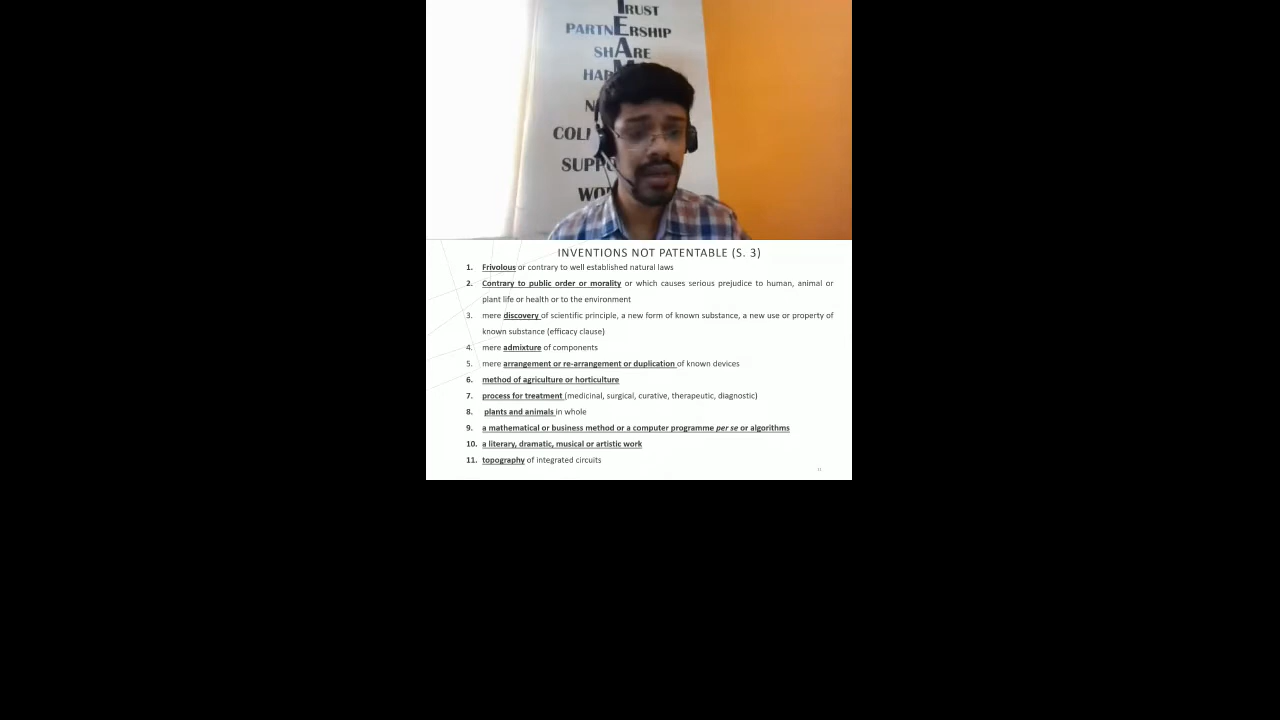 TRUST
PARTNERSHIP
SHARE
COLL
SUPPO
INVENTIONS NOT PATENTABLE (S. 3)
1. Frivolous or contrary to well established natural laws
2. Contrary to public order or morality or which causes serious prejudice to human, animal or
plant life or health or to the environment
3. mere discovery of scientific principle, a new form of known substance, a new use or property of
known substance (efficacy clause)
4. mere admixture of components
5. mere arrangement or re-arrangement or duplication of known devices
6. method of agriculture or horticulture
7. process for treatment (medicinal, surgical, curative, therapeutic, diagnostic)
8. plants and animals in whole
9. a mathematical or business method or a computer programme per se or algorithms
10. a literary, dramatic, musical or artistic work
11. topography of integrated circuits